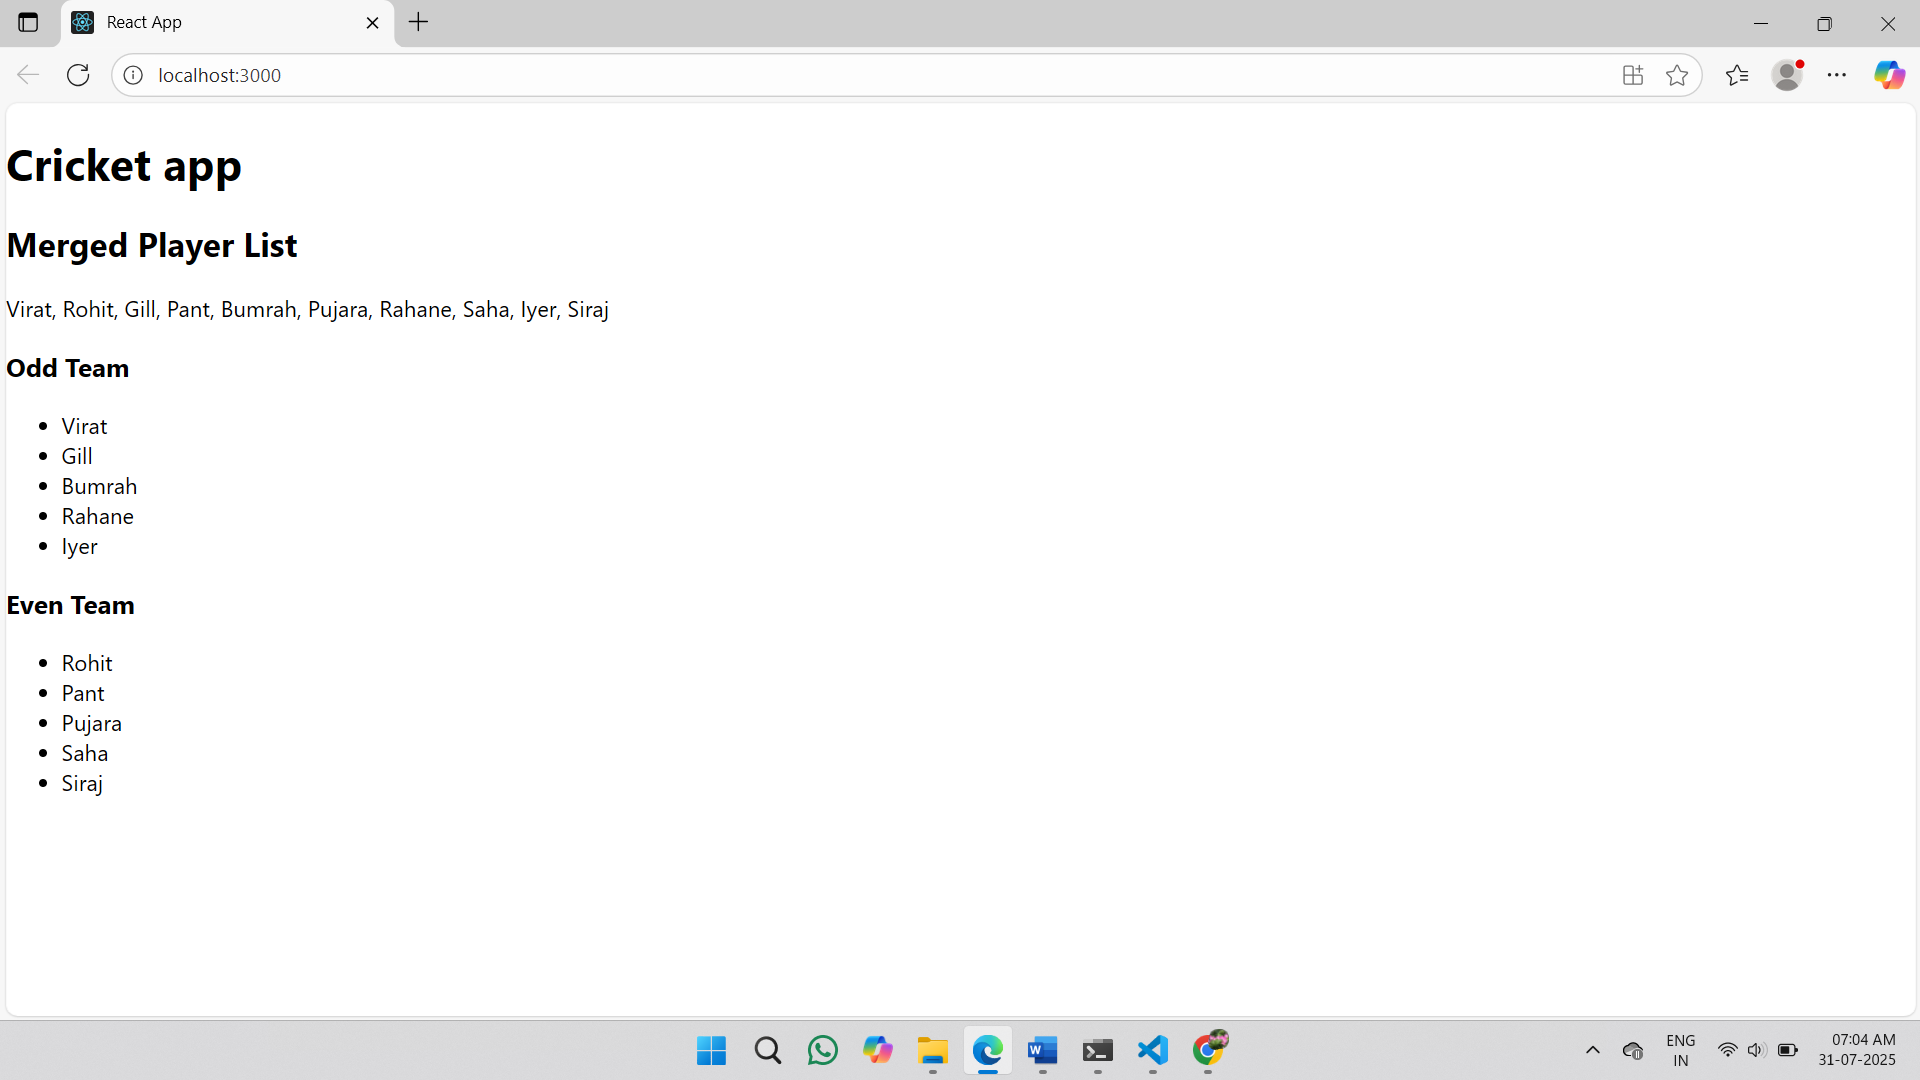 React App
localhost:3000
Cricket app
Merged Player List
Virat, Rohit, Gill, Pant, Bumrah, Pujara, Rahane, Saha, Iyer, Siraj
Odd Team
Virat
Gill
Bumrah
Rahane
Iyer
Even Team
Rohit
Pant
Pujara
Saha
Siraj
ENG
IN
07:04 AM
31-07-2025